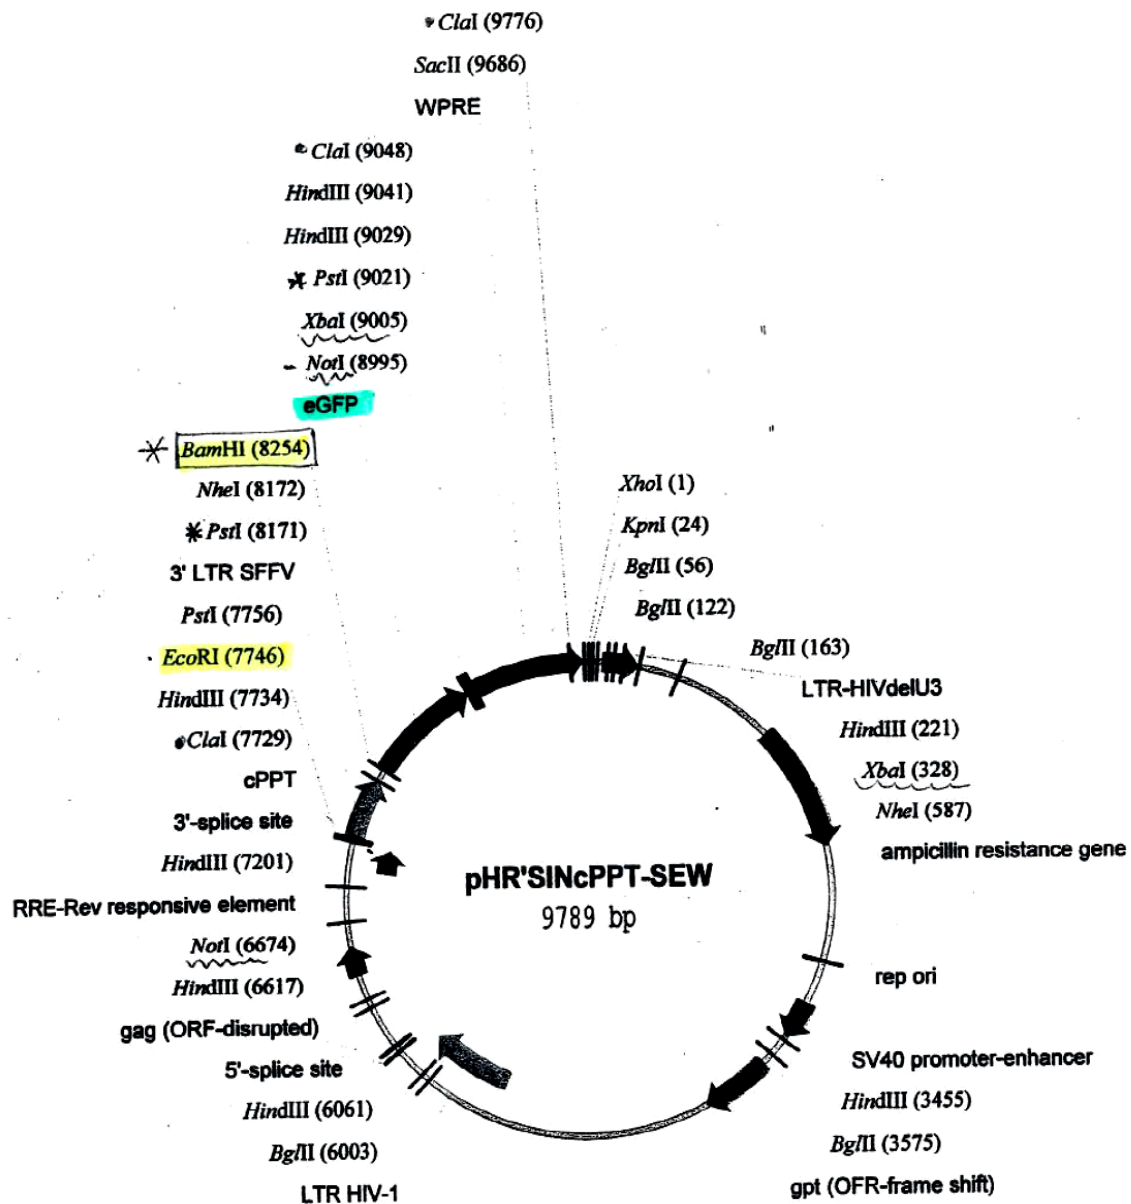 ClaI (9776)
SacII (9686)
WPRE
ClaI (9048)
HindIII (9041)
HindIII (9029)
PstI (9021)
XbaI (9005)
NotI (8995)
eGFP
BamHI (8254)
NheI (8172)
PstI (8171)
3' LTR SFFV
PstI (7756)
EcoRI (7746)
HindIII (7734)
ClaI (7729)
cPPT
3'-splice site
HindIII (7201)
RRE-Rev responsive element
NotI (6674)
HindIII (6617)
gag (ORF-disrupted)
5'-splice site
HindIII (6061)
BglII (6003)
LTR HIV-1
XhoI (1)
KpnI (24)
BglII (56)
BglII (122)
BglII (163)
LTR-HIVdelU3
HindIII (221)
XbaI (328)
NheI (587)
ampicillin resistance gene
rep ori
SV40 promoter-enhancer
HindIII (3455)
BglII (3575)
gpt (OFR-frame shift)
pHR'SINcPPT-SEW
9789 bp